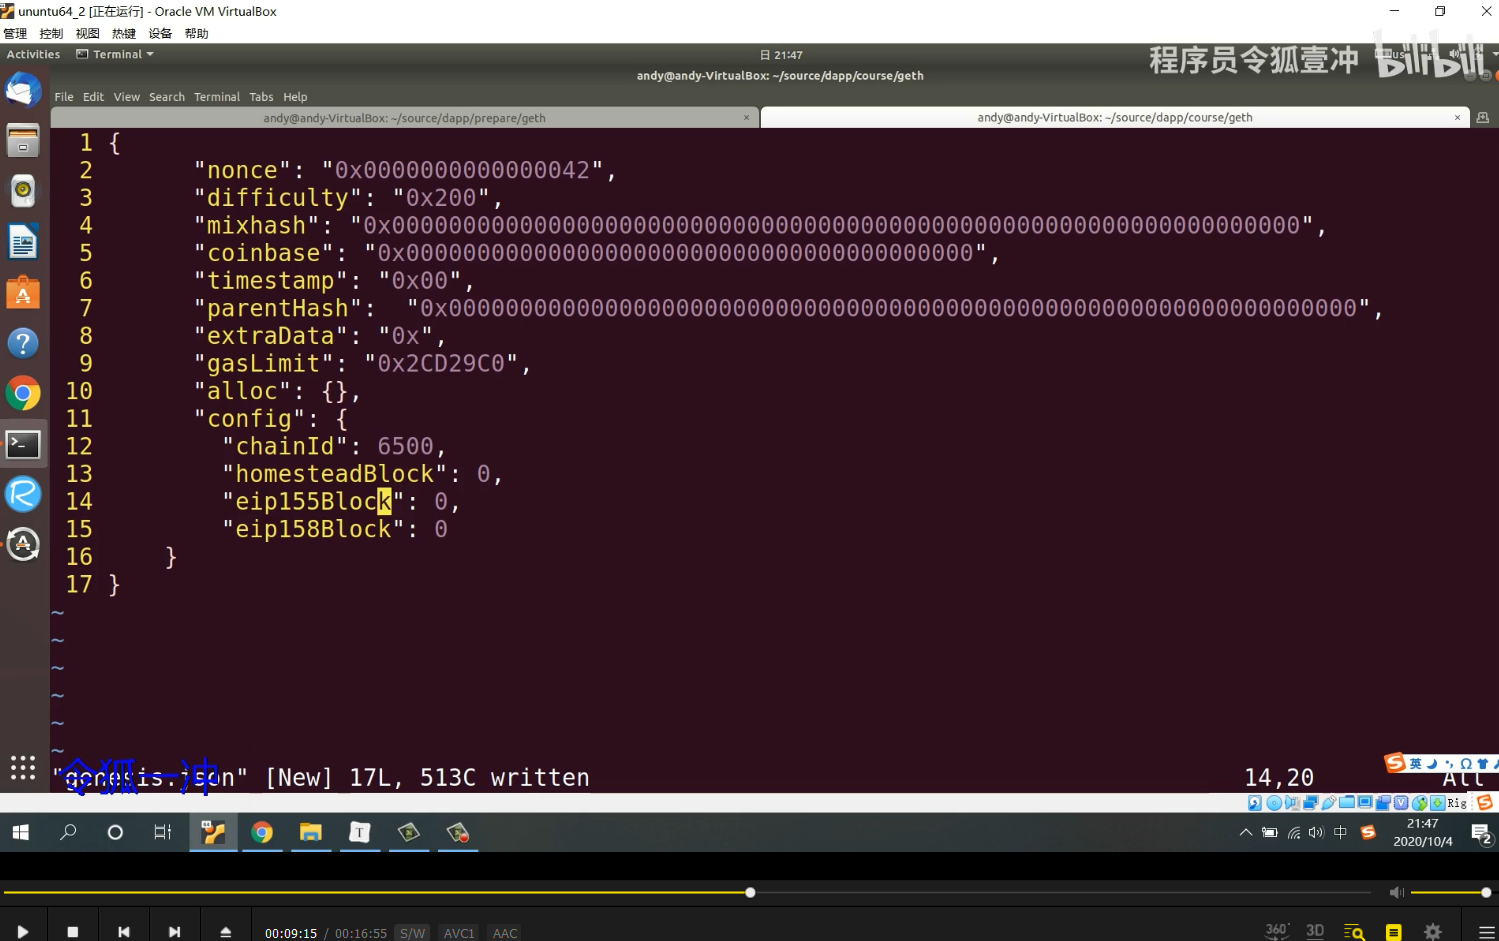 ununtu64_2 [正在运行] - Oracle VM VirtualBox
管理 控制 视图 热键 设备 帮助
Activities Terminal 日 21:47
程序员令狐壹冲 bilibili
andy@andy-VirtualBox: ~/source/dapp/course/geth
File Edit View Search Terminal Tabs Help
andy@andy-VirtualBox: ~/source/dapp/prepare/geth × andy@andy-VirtualBox: ~/source/dapp/course/geth ×
1 {
2 "nonce": "0x0000000000000042",
3 "difficulty": "0x200",
4 "mixhash": "0x0000000000000000000000000000000000000000000000000000000000000000",
5 "coinbase": "0x0000000000000000000000000000000000000000",
6 "timestamp": "0x00",
7 "parentHash": "0x0000000000000000000000000000000000000000000000000000000000000000",
8 "extraData": "0x",
9 "gasLimit": "0x2CD29C0",
10 "alloc": {},
11 "config": {
12 "chainId": 6500,
13 "homesteadBlock": 0,
14 "eip155Block": 0,
15 "eip158Block": 0
16 }
17 }
~
~
~
~
~
~
令狐一冲
"genesis.json" [New] 17L, 513C written 14,20 All
英
Rig
中
21:47
2020/10/4
2
00:09:15 / 00:16:55 S/W AVC1 AAC
360° 3D